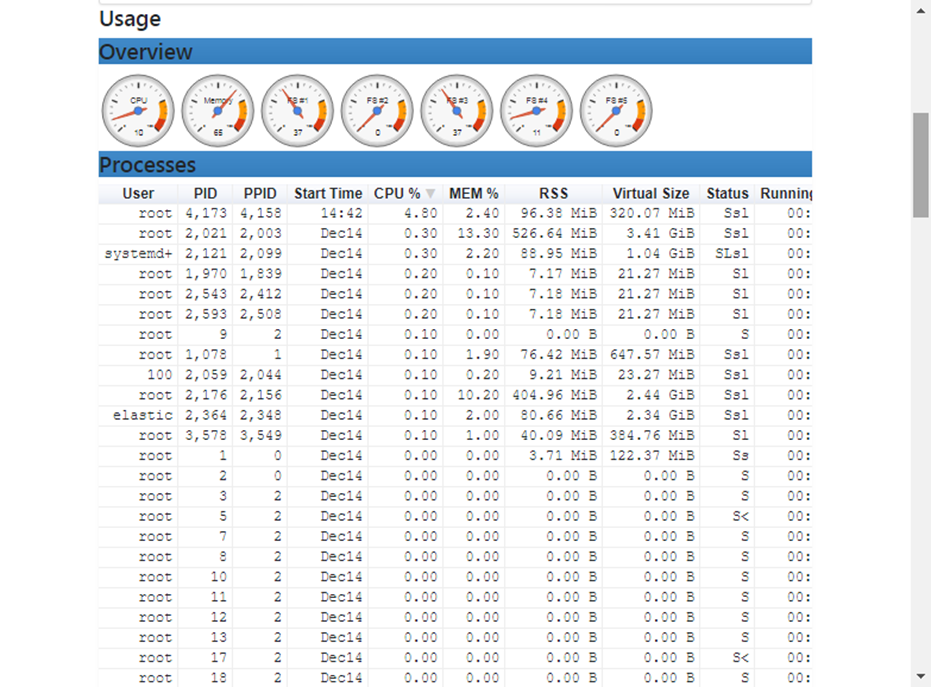 Usage
Overview
CPU Memory FS #1 FS #2 FS #3 FS #4 FS #5
10 65 37 0 37 11 0
Processes
User PID PPID Start Time CPU % MEM % RSS Virtual Size Status Running
root 4,173 4,158 14:42 4.80 2.40 96.38 MiB 320.07 MiB Ssl 00:
root 2,021 2,003 Dec14 0.30 13.30 526.64 MiB 3.41 GiB Ssl 00:
systemd+ 2,121 2,099 Dec14 0.30 2.20 88.95 MiB 1.04 GiB SLsl 00:
root 1,970 1,839 Dec14 0.20 0.10 7.17 MiB 21.27 MiB Sl 00:
root 2,543 2,412 Dec14 0.20 0.10 7.18 MiB 21.27 MiB Sl 00:
root 2,593 2,508 Dec14 0.20 0.10 7.18 MiB 21.27 MiB Sl 00:
root 9 2 Dec14 0.10 0.00 0.00 B 0.00 B S 00:
root 1,078 1 Dec14 0.10 1.90 76.42 MiB 647.57 MiB Ssl 00:
100 2,059 2,044 Dec14 0.10 0.20 9.21 MiB 23.27 MiB Ssl 00:
root 2,176 2,156 Dec14 0.10 10.20 404.96 MiB 2.44 GiB Ssl 00:
elastic 2,364 2,348 Dec14 0.10 2.00 80.66 MiB 2.34 GiB Ssl 00:
root 3,578 3,549 Dec14 0.10 1.00 40.09 MiB 384.76 MiB Sl 00:
root 1 0 Dec14 0.00 0.00 3.71 MiB 122.37 MiB Ss 00:
root 2 0 Dec14 0.00 0.00 0.00 B 0.00 B S 00:
root 3 2 Dec14 0.00 0.00 0.00 B 0.00 B S 00:
root 5 2 Dec14 0.00 0.00 0.00 B 0.00 B S< 00:
root 7 2 Dec14 0.00 0.00 0.00 B 0.00 B S 00:
root 8 2 Dec14 0.00 0.00 0.00 B 0.00 B S 00:
root 10 2 Dec14 0.00 0.00 0.00 B 0.00 B S 00:
root 11 2 Dec14 0.00 0.00 0.00 B 0.00 B S 00:
root 12 2 Dec14 0.00 0.00 0.00 B 0.00 B S 00:
root 13 2 Dec14 0.00 0.00 0.00 B 0.00 B S 00:
root 17 2 Dec14 0.00 0.00 0.00 B 0.00 B S< 00:
root 18 2 Dec14 0.00 0.00 0.00 B 0.00 B S 00: